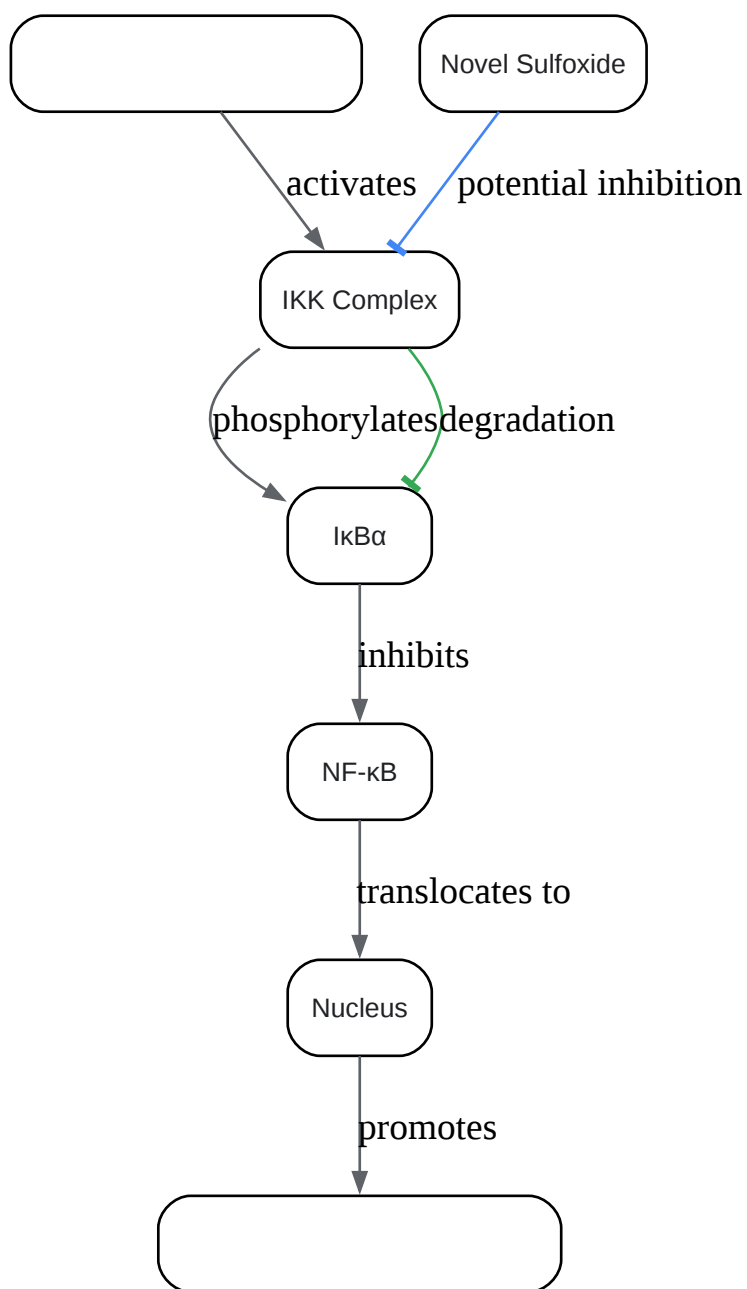 Novel Sulfoxide
activates
potential inhibition
IKK Complex
phosphorylates
degradation
IκBα
inhibits
NF-κB
translocates to
Nucleus
promotes